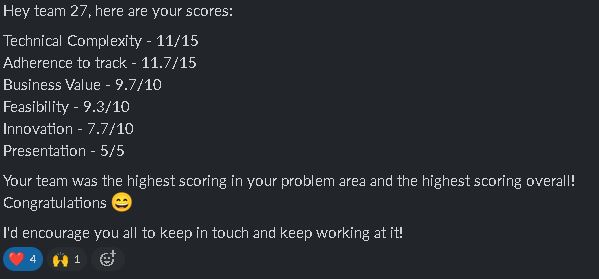 Hey team 27, here are your scores:
Technical Complexity - 11/15
Adherence to track - 11.7/15
Business Value - 9.7/10
Feasibility - 9.3/10
Innovation - 7.7/10
Presentation - 5/5
Your team was the highest scoring in your problem area and the highest scoring overall!
Congratulations 😄
I'd encourage you all to keep in touch and keep working at it!
❤️ 4 🙌 1